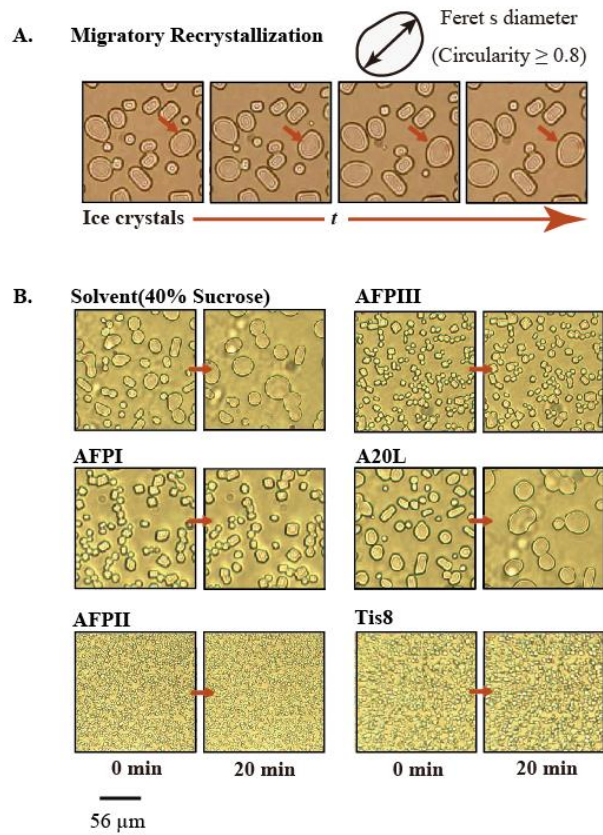 A. Migratory Recrystallization
Feret s diameter
(Circularity ≥ 0.8)
Ice crystals
t
B.
Solvent(40% Sucrose)
AFPIII
AFPI
A20L
AFPII
Tis8
0 min
20 min
0 min
20 min
56 μm